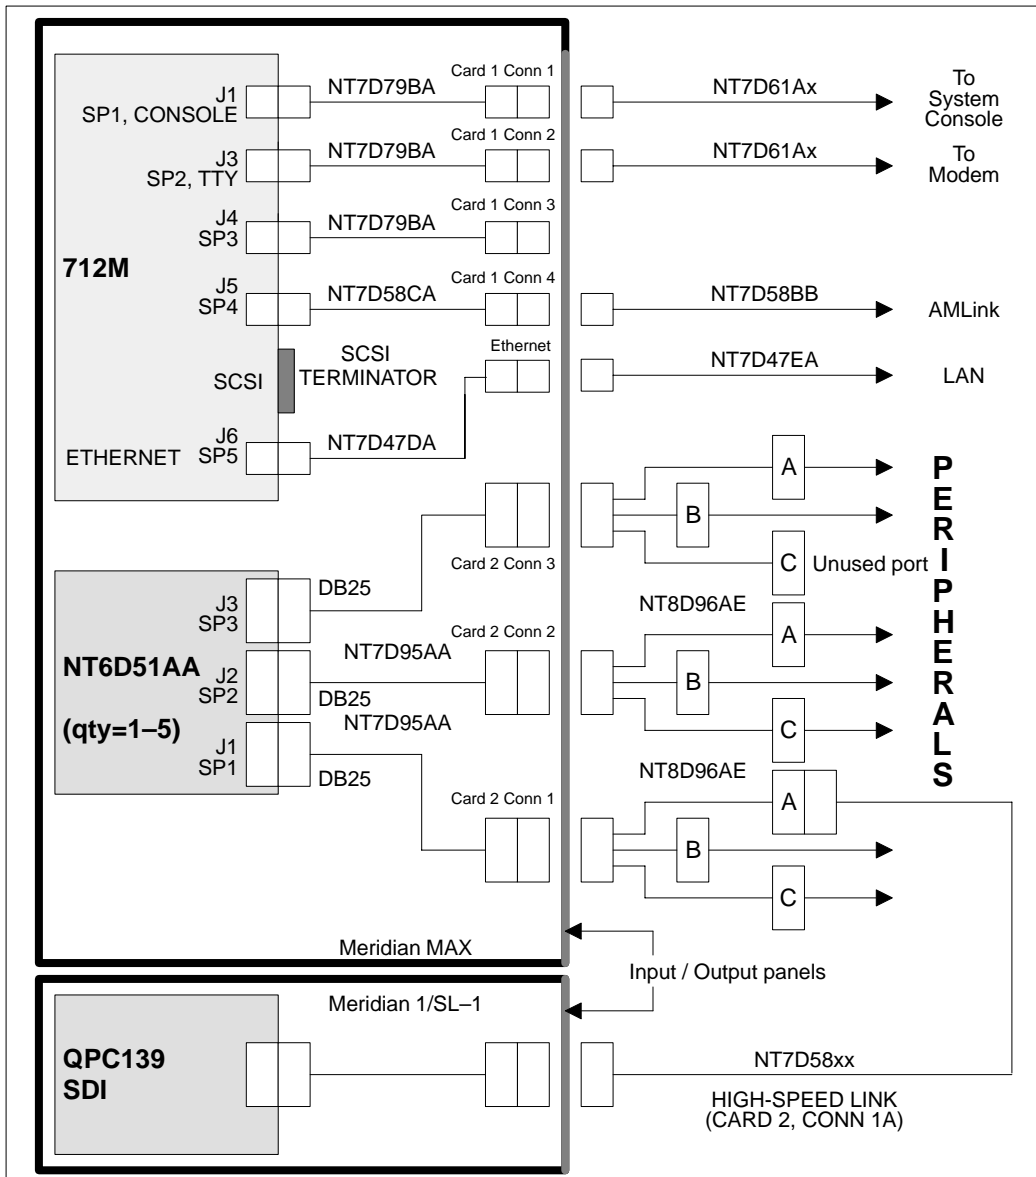 J1
SP1, CONSOLE
NT7D79BA
Card 1 Conn 1
NT7D61Ax
To
System
Console
J3
SP2, TTY
NT7D79BA
Card 1 Conn 2
NT7D61Ax
To
Modem
J4
SP3
NT7D79BA
Card 1 Conn 3
712M
J5
SP4
NT7D58CA
Card 1 Conn 4
NT7D58BB
AMLink
SCSI
SCSI
TERMINATOR
Ethernet
NT7D47EA
LAN
ETHERNET
J6
SP5
NT7D47DA
A
B
C
Unused port
PERIPHERALS
Card 2 Conn 3
DB25
J3
SP3
NT8D96AE
NT6D51AA
(qty=1–5)
J2
SP2
NT7D95AA
DB25
Card 2 Conn 2
A
B
C
J1
SP1
NT7D95AA
DB25
NT8D96AE
Card 2 Conn 1
A
B
C
Meridian MAX
Input / Output panels
Meridian 1/SL–1
QPC139
SDI
NT7D58xx
HIGH-SPEED LINK
(CARD 2, CONN 1A)